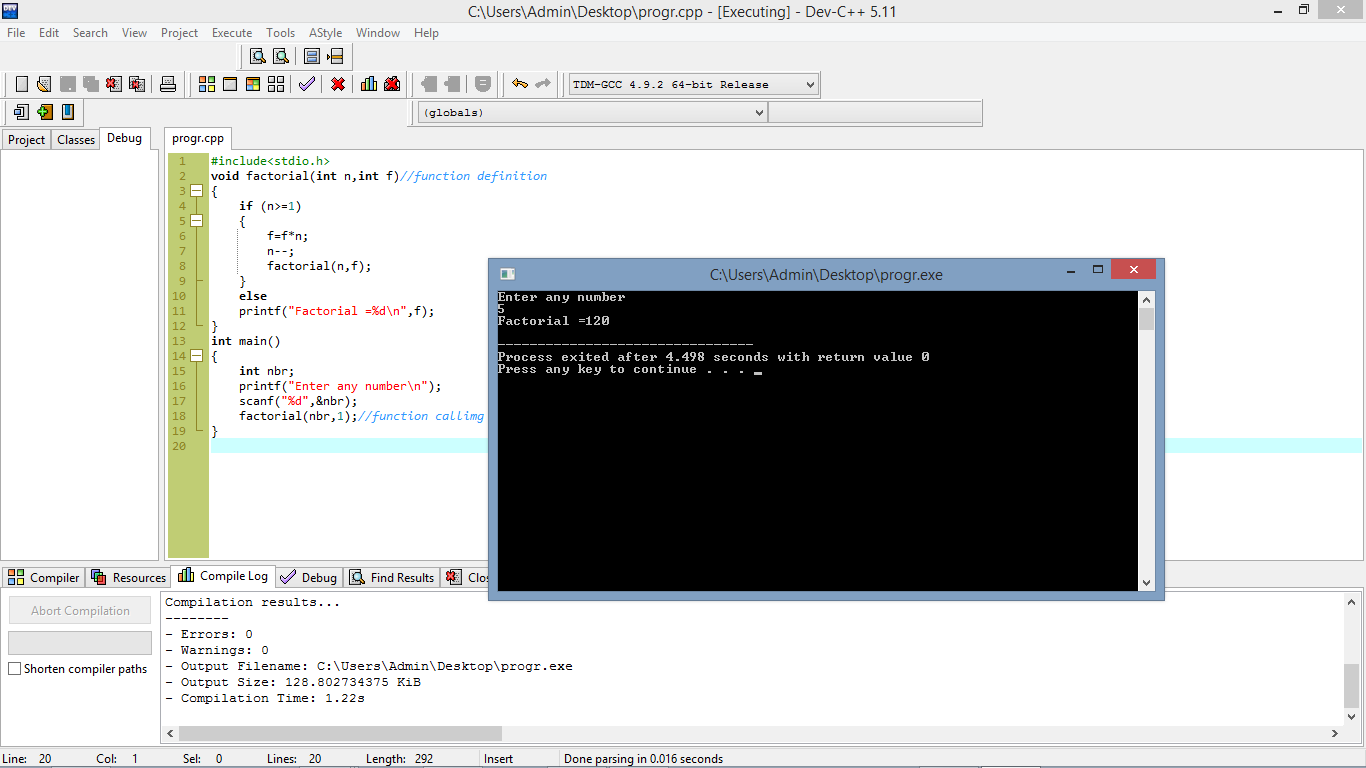 C:\Users\Admin\Desktop\progr.cpp - [Executing] - Dev-C++ 5.11
File Edit Search View Project Execute Tools AStyle Window Help
TDM-GCC 4.9.2 64-bit Release
(globals)
Project Classes Debug
progr.cpp
1 #include<stdio.h>
2 void factorial(int n,int f)//function definition
3 {
4 if (n>=1)
5 {
6 f=f*n;
7 n--;
8 factorial(n,f);
9 }
10 else
11 printf("Factorial =%d\n",f);
12 }
13 int main()
14 {
15 int nbr;
16 printf("Enter any number\n");
17 scanf("%d",&nbr);
18 factorial(nbr,1);//function callimg
19 }
20
C:\Users\Admin\Desktop\progr.exe
Enter any number
5
Factorial =120
--------------------------------
Process exited after 4.498 seconds with return value 0
Press any key to continue . . . _
Compiler Resources Compile Log Debug Find Results Clos
Abort Compilation
Shorten compiler paths
Compilation results...
--------
- Errors: 0
- Warnings: 0
- Output Filename: C:\Users\Admin\Desktop\progr.exe
- Output Size: 128.802734375 KiB
- Compilation Time: 1.22s
Line: 20 Col: 1 Sel: 0 Lines: 20 Length: 292 Insert Done parsing in 0.016 seconds